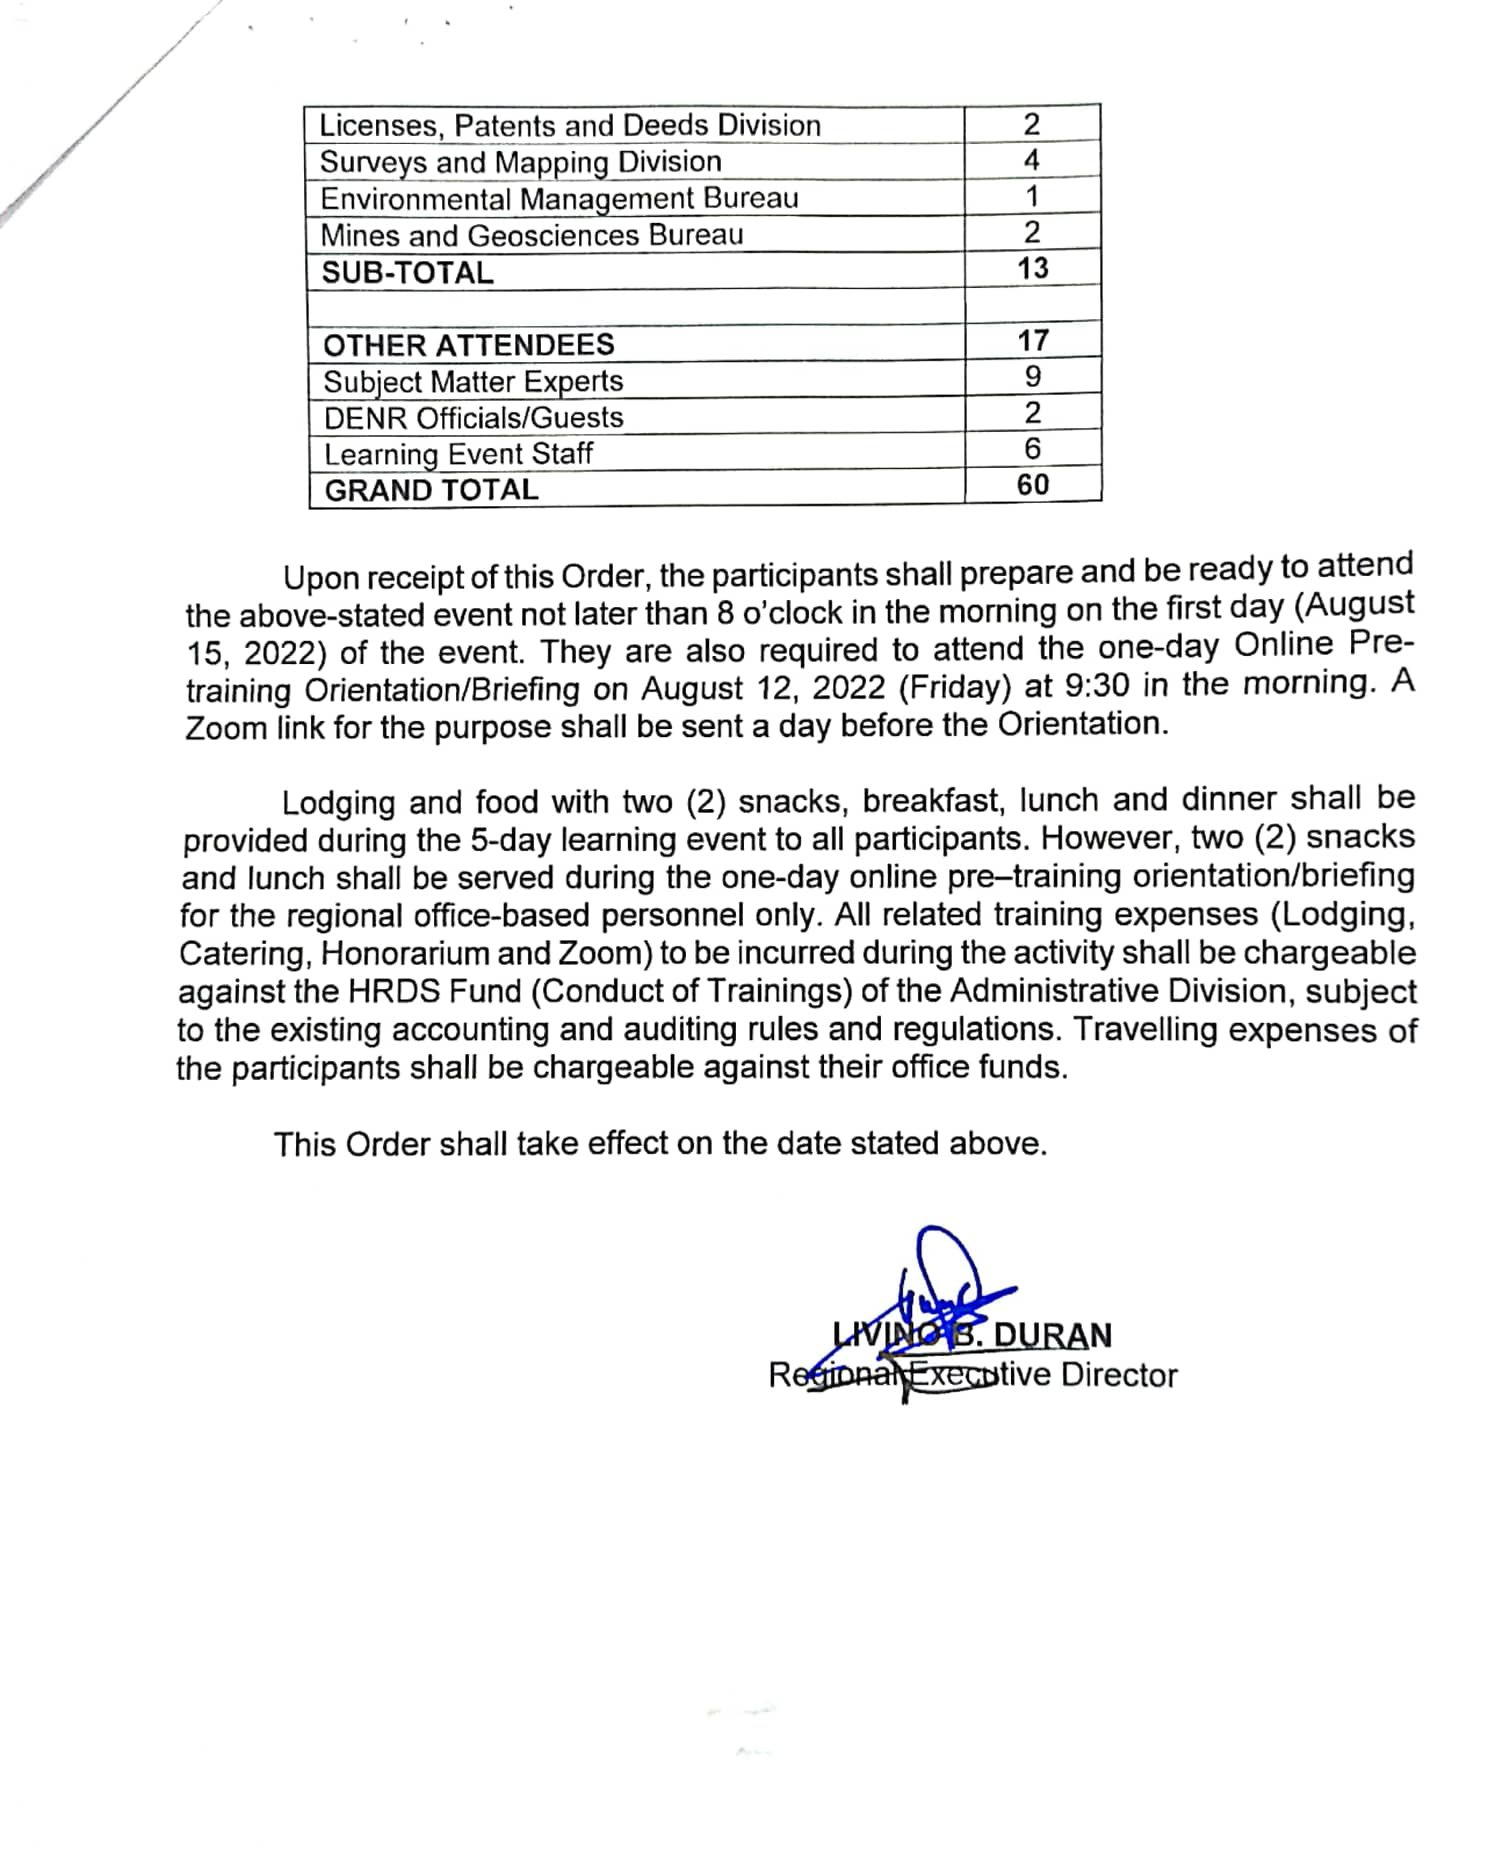 Licenses, Patents and Deeds Division 2
Surveys and Mapping Division 4
Environmental Management Bureau 1
Mines and Geosciences Bureau 2
SUB-TOTAL 13
OTHER ATTENDEES 17
Subject Matter Experts 9
DENR Officials/Guests 2
Learning Event Staff 6
GRAND TOTAL 60
Upon receipt of this Order, the participants shall prepare and be ready to attend
the above-stated event not later than 8 o'clock in the morning on the first day (August
15, 2022) of the event. They are also required to attend the one-day Online Pre-
training Orientation/Briefing on August 12, 2022 (Friday) at 9:30 in the morning. A
Zoom link for the purpose shall be sent a day before the Orientation.
Lodging and food with two (2) snacks, breakfast, lunch and dinner shall be
provided during the 5-day learning event to all participants. However, two (2) snacks
and lunch shall be served during the one-day online pre–training orientation/briefing
for the regional office-based personnel only. All related training expenses (Lodging,
Catering, Honorarium and Zoom) to be incurred during the activity shall be chargeable
against the HRDS Fund (Conduct of Trainings) of the Administrative Division, subject
to the existing accounting and auditing rules and regulations. Travelling expenses of
the participants shall be chargeable against their office funds.
This Order shall take effect on the date stated above.
LIVINO B. DURAN
Regional Executive Director